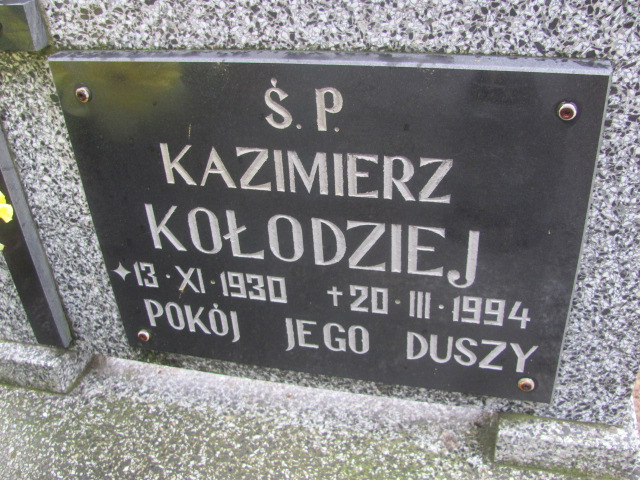 Ś. P.
KAZIMIERZ
KOŁODZIEJ
✦13·XI·1930 ✝20·III·1994
POKÓJ JEGO DUSZY